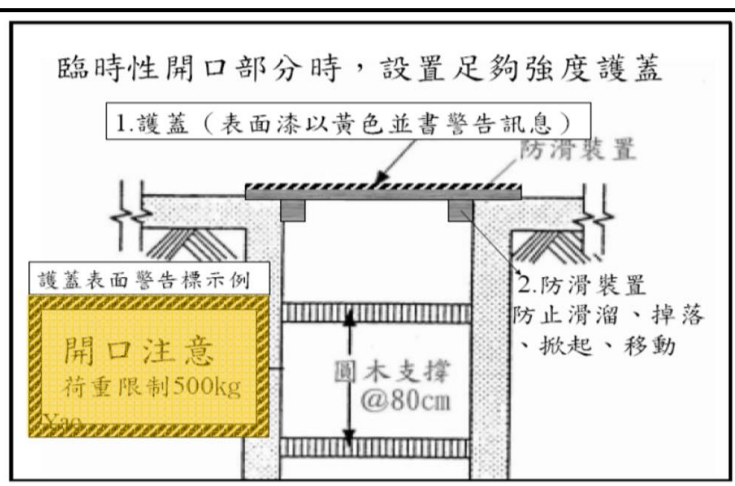 臨時性開口部分時，設置足夠強度護蓋
1.護蓋（表面漆以黃色並書警告訊息）
防滑裝置
護蓋表面警告標示例
開口注意
荷重限制500kg
Yao
2.防滑裝置
防止滑溜、掉落
、掀起、移動
圓木支撐
@80cm